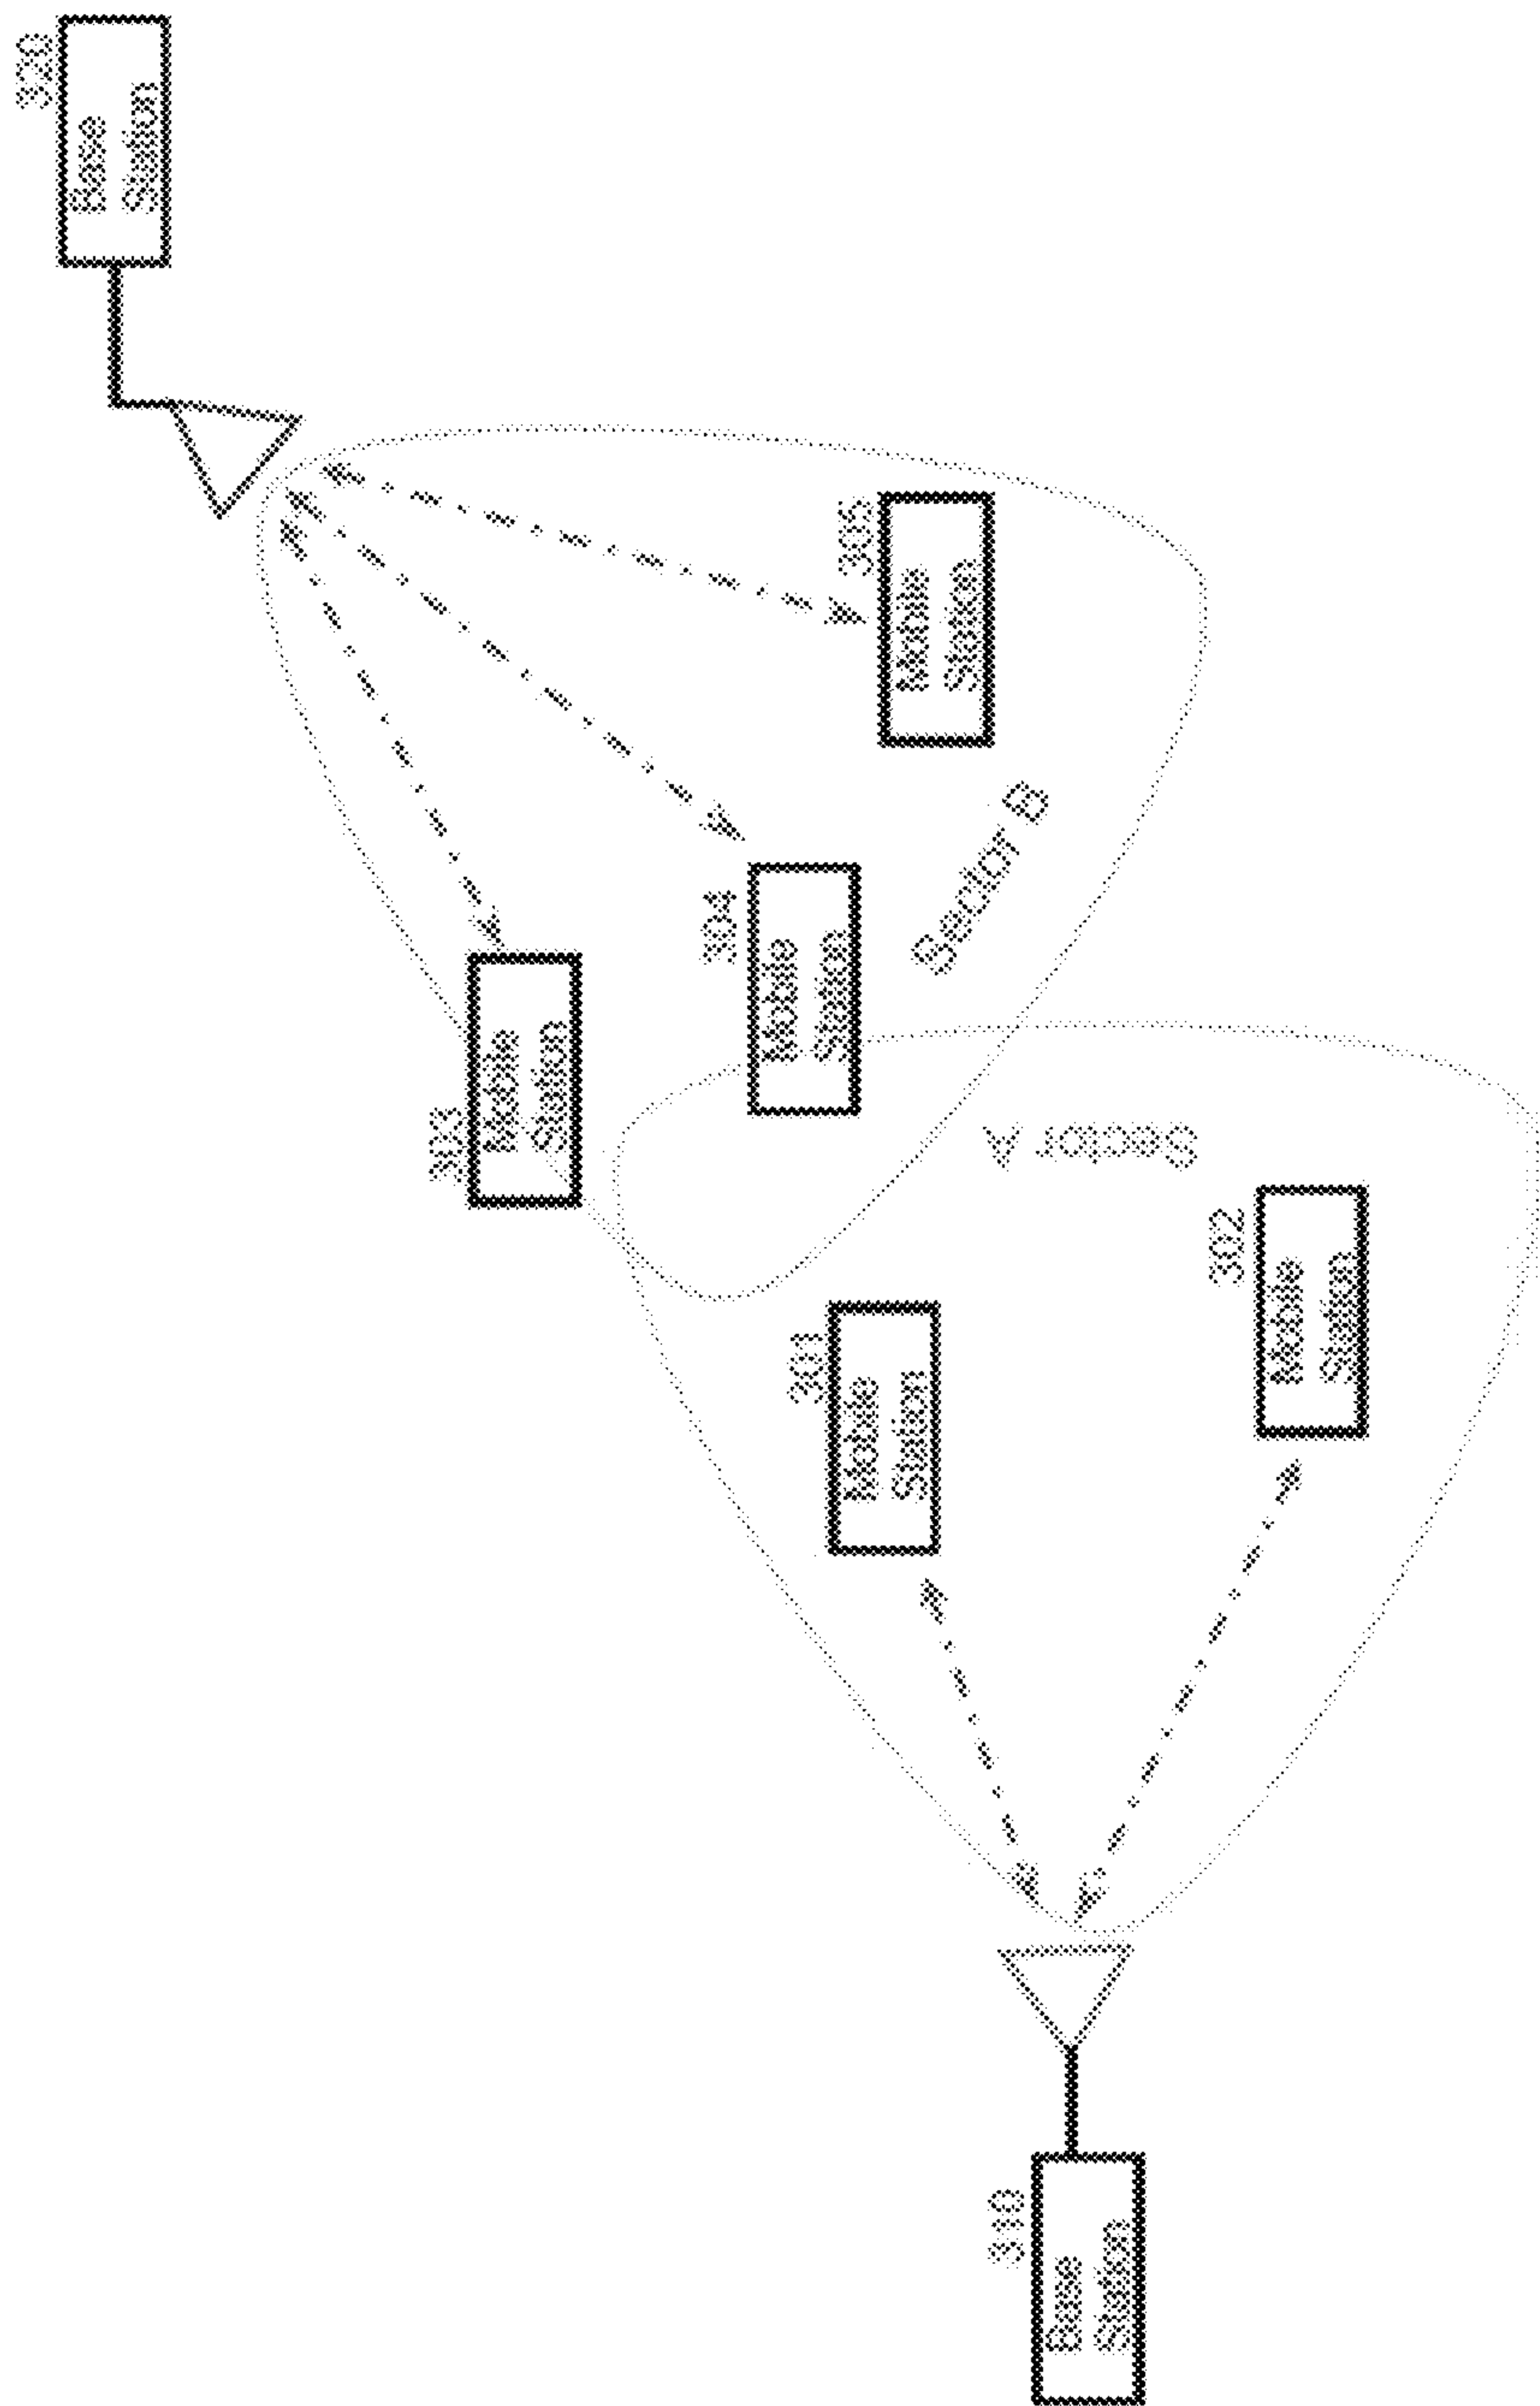 320
Base
Station
305
Mobile
Station
304
Mobile
Station
Sector B
303
Mobile
Station
Sector A
302
Mobile
Station
301
Mobile
Station
310
Base
Station